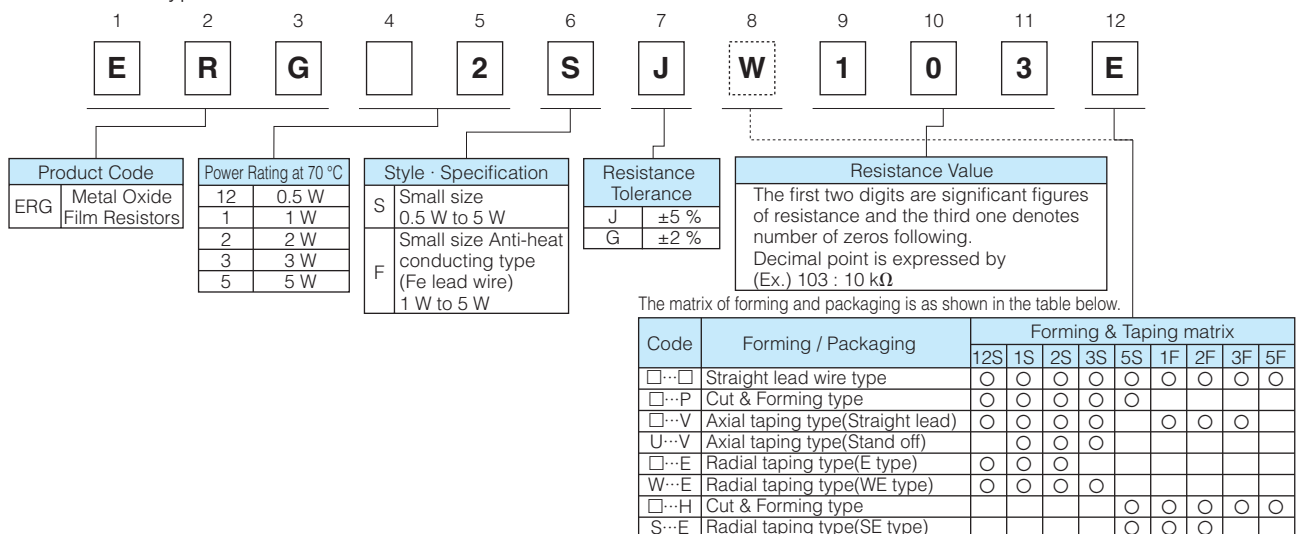 1 2 3 4 5 6 7 8 9 10 11 12
E R G 2 S J W 1 0 3 E
Product Code
ERG Metal Oxide
Film Resistors
Power Rating at 70 °C
12 0.5 W
1 1 W
2 2 W
3 3 W
5 5 W
Style · Specification
S Small size
0.5 W to 5 W
F Small size Anti-heat
conducting type
(Fe lead wire)
1 W to 5 W
Resistance
Tolerance
J ±5 %
G ±2 %
Resistance Value
The first two digits are significant figures
of resistance and the third one denotes
number of zeros following.
Decimal point is expressed by
(Ex.) 103 : 10 kΩ
The matrix of forming and packaging is as shown in the table below.
Code Forming / Packaging Forming & Taping matrix
12S 1S 2S 3S 5S 1F 2F 3F 5F
□···□ Straight lead wire type ○ ○ ○ ○ ○ ○ ○ ○ ○
□···P Cut & Forming type ○ ○ ○ ○ ○
□···V Axial taping type(Straight lead) ○ ○ ○ ○ ○ ○ ○
U···V Axial taping type(Stand off) ○ ○ ○
□···E Radial taping type(E type) ○ ○ ○
W···E Radial taping type(WE type) ○ ○ ○ ○
□···H Cut & Forming type ○ ○ ○ ○ ○
S···E Radial taping type(SE type) ○ ○ ○